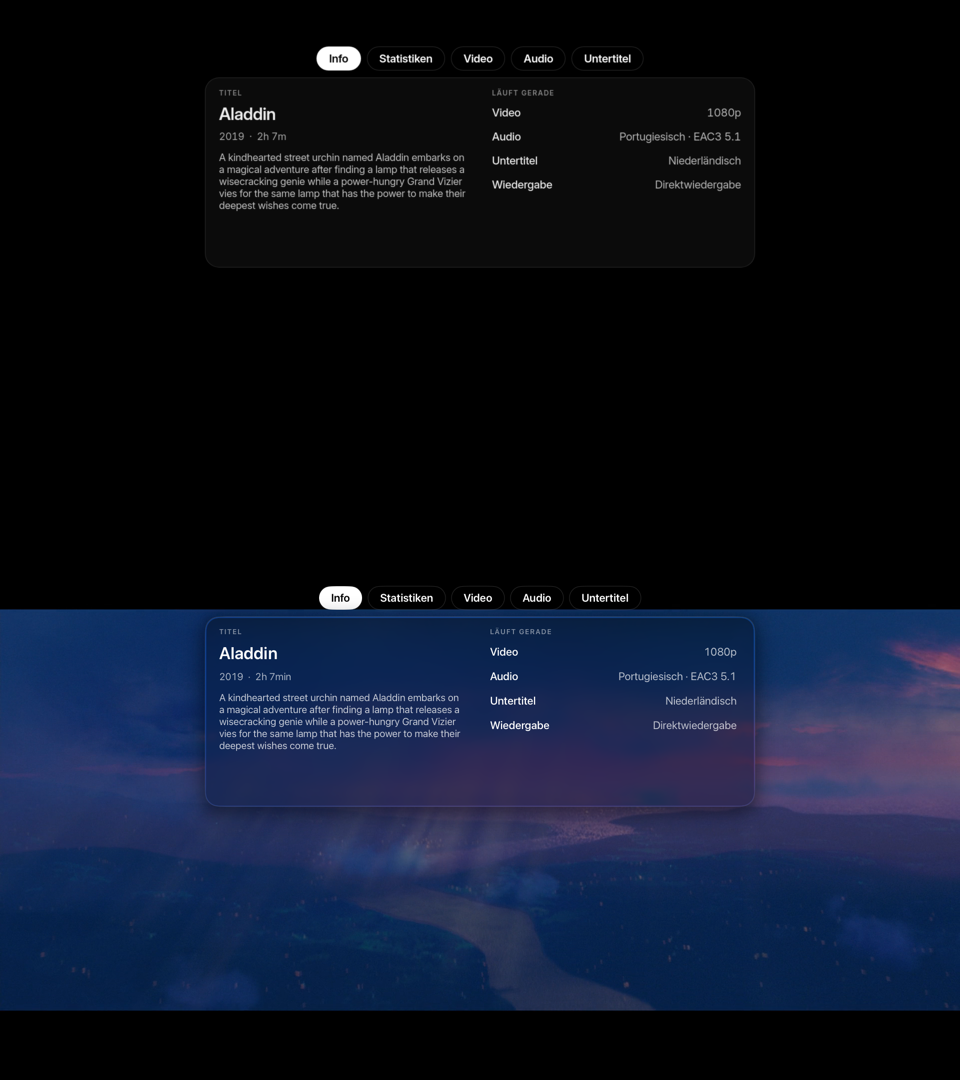 Info Statistiken Video Audio Untertitel
TITEL
Aladdin
2019 · 2h 7m
A kindhearted street urchin named Aladdin embarks on
a magical adventure after finding a lamp that releases a
wisecracking genie while a power-hungry Grand Vizier
vies for the same lamp that has the power to make their
deepest wishes come true.
LÄUFT GERADE
Video 1080p
Audio Portugiesisch · EAC3 5.1
Untertitel Niederländisch
Wiedergabe Direktwiedergabe
Info Statistiken Video Audio Untertitel
TITEL
Aladdin
2019 · 2h 7min
A kindhearted street urchin named Aladdin embarks on
a magical adventure after finding a lamp that releases a
wisecracking genie while a power-hungry Grand Vizier
vies for the same lamp that has the power to make their
deepest wishes come true.
LÄUFT GERADE
Video 1080p
Audio Portugiesisch · EAC3 5.1
Untertitel Niederländisch
Wiedergabe Direktwiedergabe